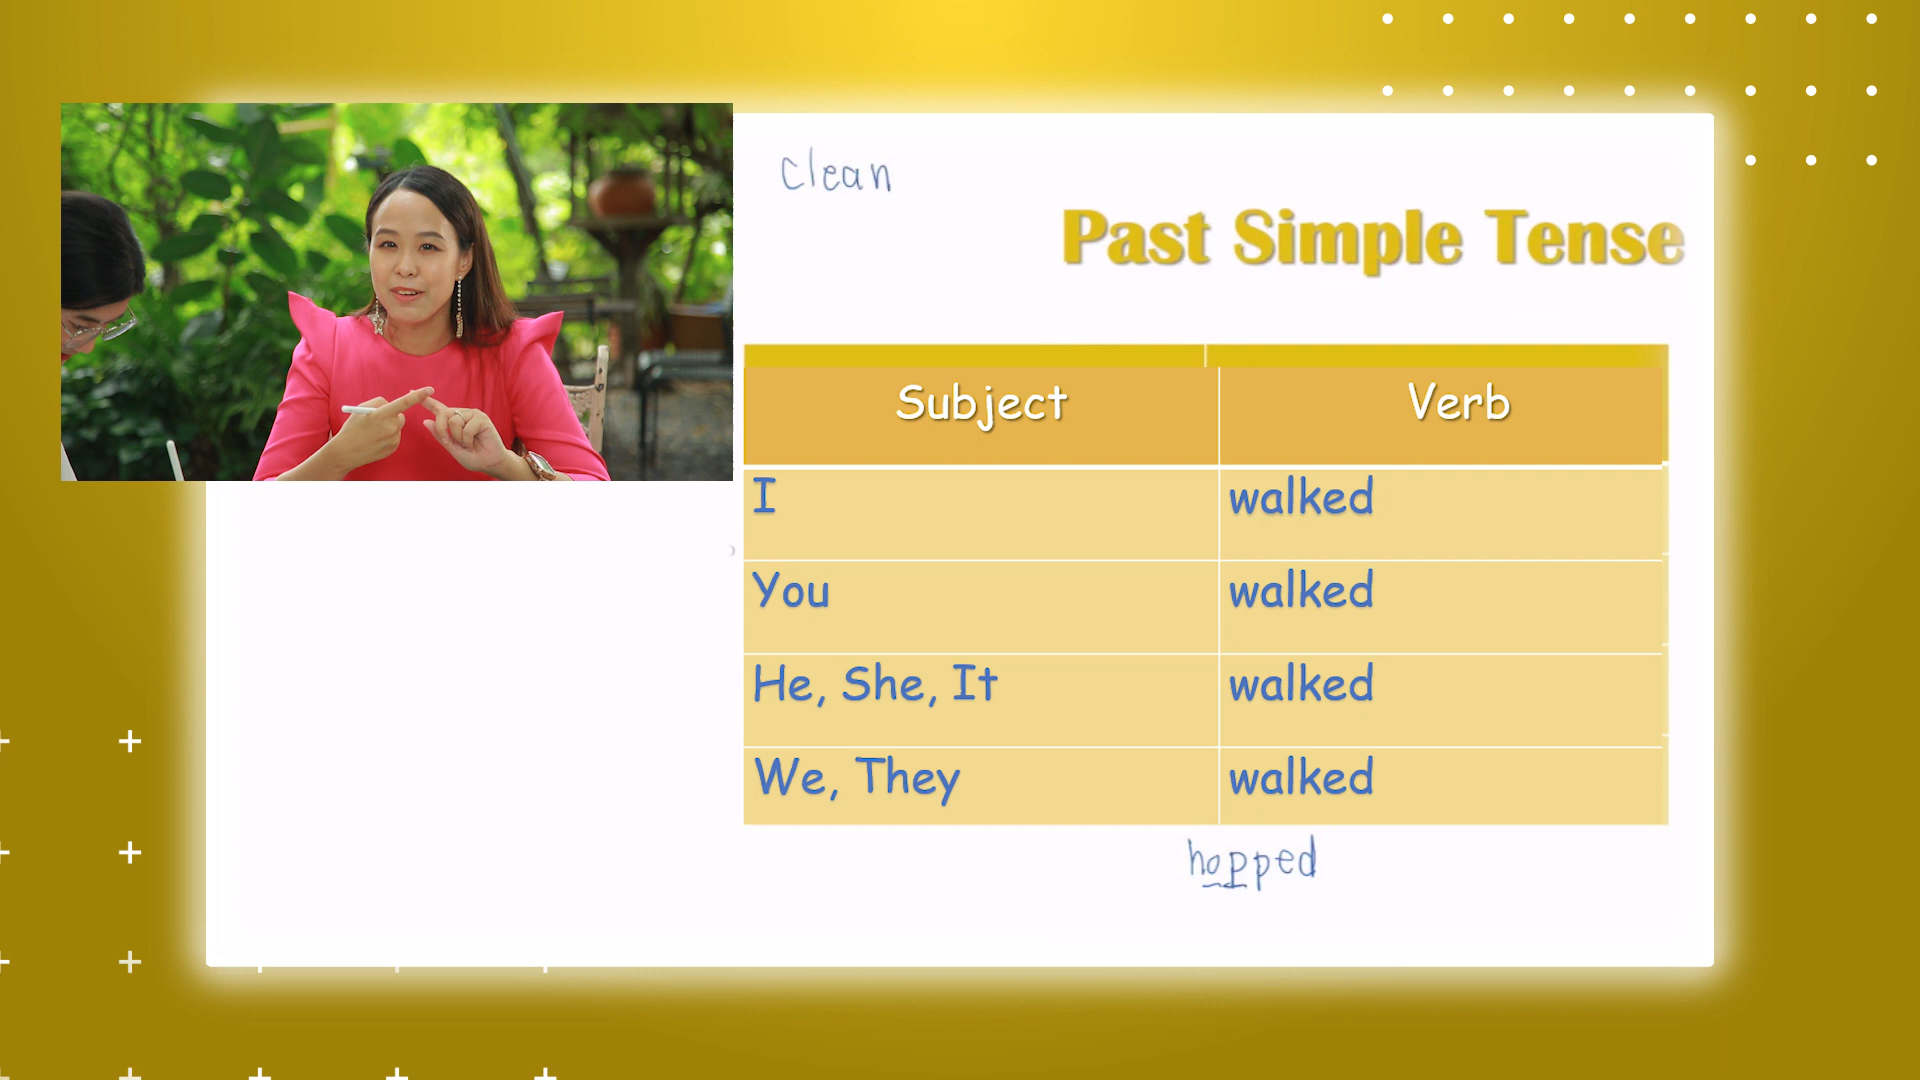 clean
Past Simple Tense
Subject Verb
I walked
You walked
He, She, It walked
We, They walked
hopped